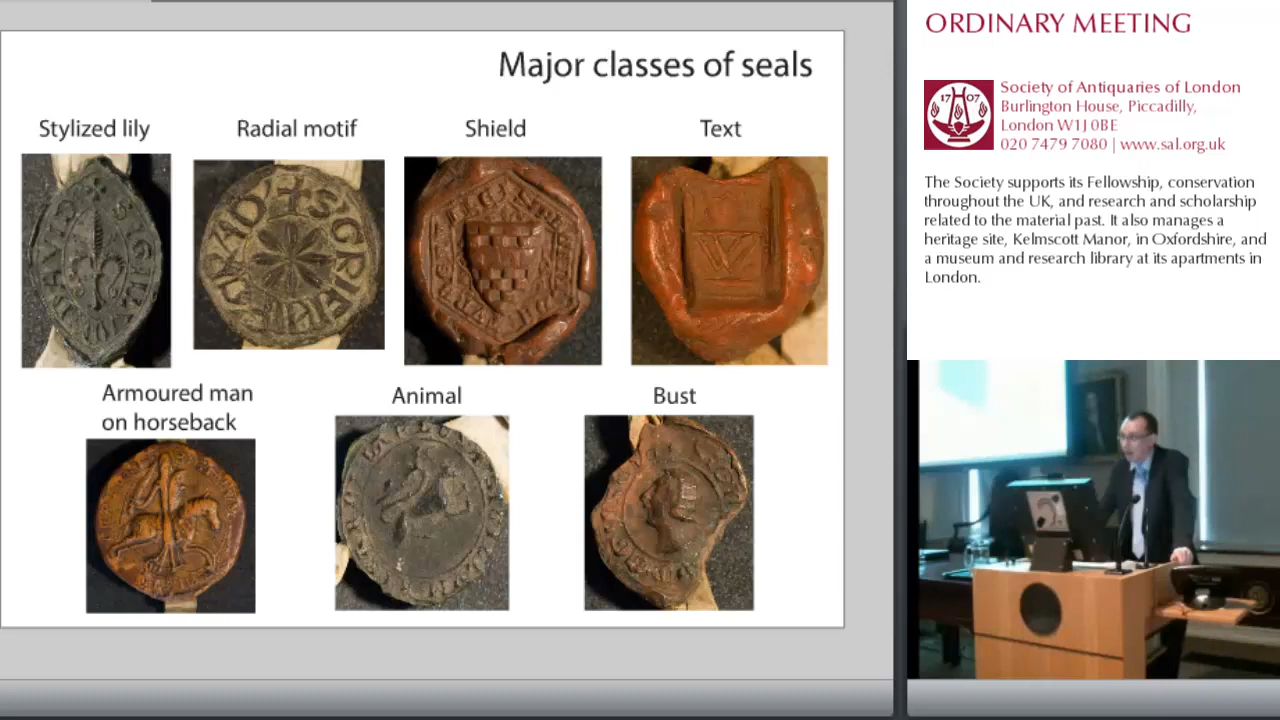 Major classes of seals
Stylized lily
Radial motif
Shield
Text
Armoured man
on horseback
Animal
Bust
W
ORDINARY MEETING
1707
Society of Antiquaries of London
Burlington House, Piccadilly,
London W1J 0BE
020 7479 7080 | www.sal.org.uk
The Society supports its Fellowship, conservation
throughout the UK, and research and scholarship
related to the material past. It also manages a
heritage site, Kelmscott Manor, in Oxfordshire, and
a museum and research library at its apartments in
London.